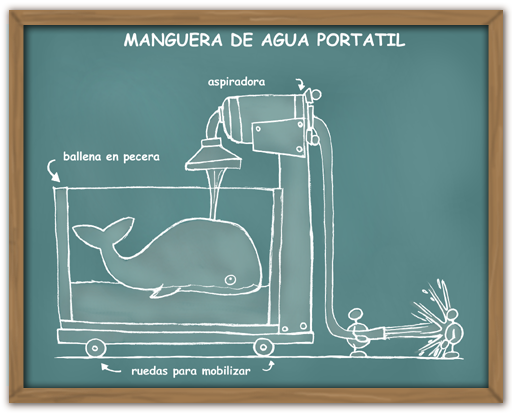 MANGUERA DE AGUA PORTATIL
aspiradora
ballena en pecera
ruedas para mobilizar